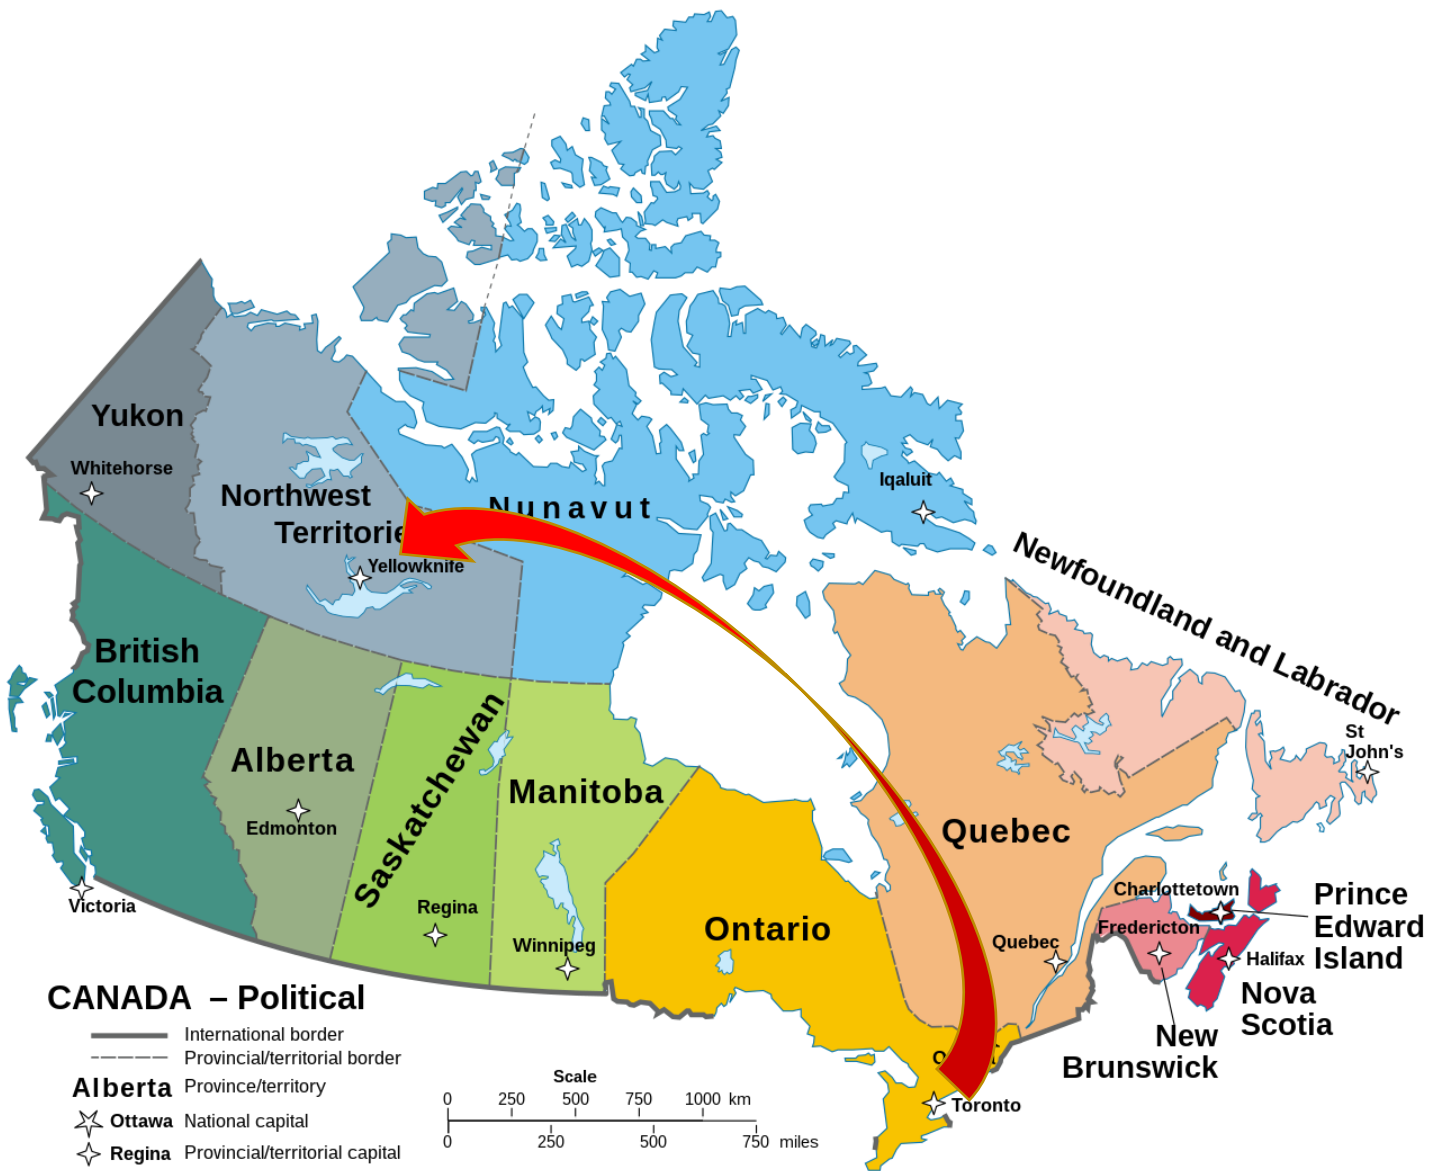 Yukon
Whitehorse
Northwest
Yellowknife
Nunavut
Iqaluit
Newfoundland and Labrador
St
John's
British
Columbia
Victoria
Alberta
Edmonton
Saskatchewan
Regina
Manitoba
Winnipeg
Ontario
Toronto
Quebec
Quebec
Charlottetown
Fredericton
Prince
Edward
Island
Halifax
Nova
Scotia
New
Brunswick
CANADA – Political
International border
Provincial/territorial border
Alberta Province/territory
Ottawa National capital
Regina Provincial/territorial capital
Scale
0 250 500 750 1000 km
0 250 500 750 miles